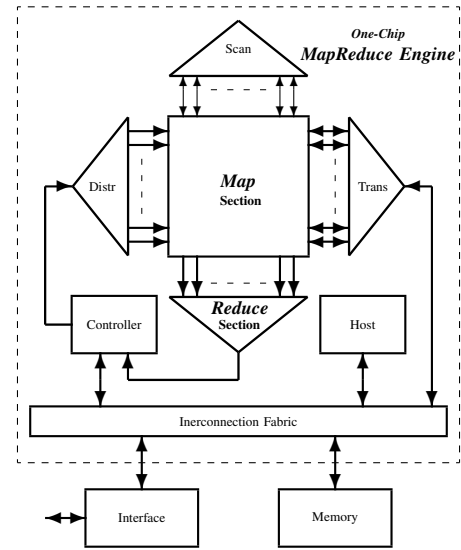 One-Chip
MapReduce Engine
Scan
Distr
Map
Section
Trans
Reduce
Section
Controller
Host
Inerconnection Fabric
Interface
Memory